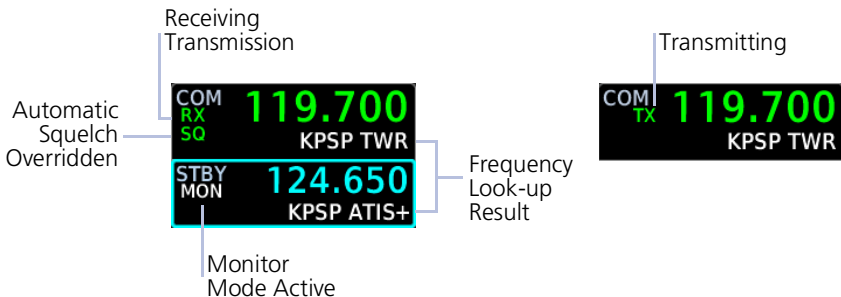 Receiving
Transmission
Transmitting
COM
RX
SQ
119.700
KPSP TWR
STBY
MON
124.650
KPSP ATIS+
COM
TX
119.700
KPSP TWR
Automatic
Squelch
Overridden
Frequency
Look-up
Result
Monitor
Mode Active